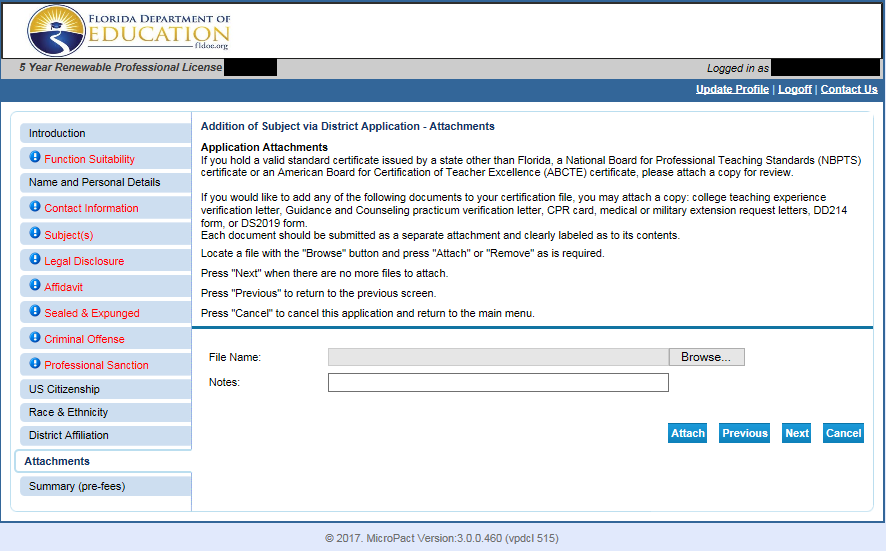 FLORIDA DEPARTMENT OF
EDUCATION
fldoe.org
5 Year Renewable Professional License
Logged in as
Update Profile | Logoff | Contact Us
Introduction
Function Suitability
Name and Personal Details
Contact Information
Subject(s)
Legal Disclosure
Affidavit
Sealed & Expunged
Criminal Offense
Professional Sanction
US Citizenship
Race & Ethnicity
District Affiliation
Attachments
Summary (pre-fees)
Addition of Subject via District Application - Attachments
Application Attachments
If you hold a valid standard certificate issued by a state other than Florida, a National Board for Professional Teaching Standards (NBPTS)
certificate or an American Board for Certification of Teacher Excellence (ABCTE) certificate, please attach a copy for review.
If you would like to add any of the following documents to your certification file, you may attach a copy: college teaching experience
verification letter, Guidance and Counseling practicum verification letter, CPR card, medical or military extension request letters, DD214
form, or DS2019 form.
Each document should be submitted as a separate attachment and clearly labeled as to its contents.
Locate a file with the "Browse" button and press "Attach" or "Remove" as is required.
Press "Next" when there are no more files to attach.
Press "Previous" to return to the previous screen.
Press "Cancel" to cancel this application and return to the main menu.
File Name:
Browse...
Notes:
Attach
Previous
Next
Cancel
© 2017. MicroPact Version:3.0.0.460 (vpdcl 515)